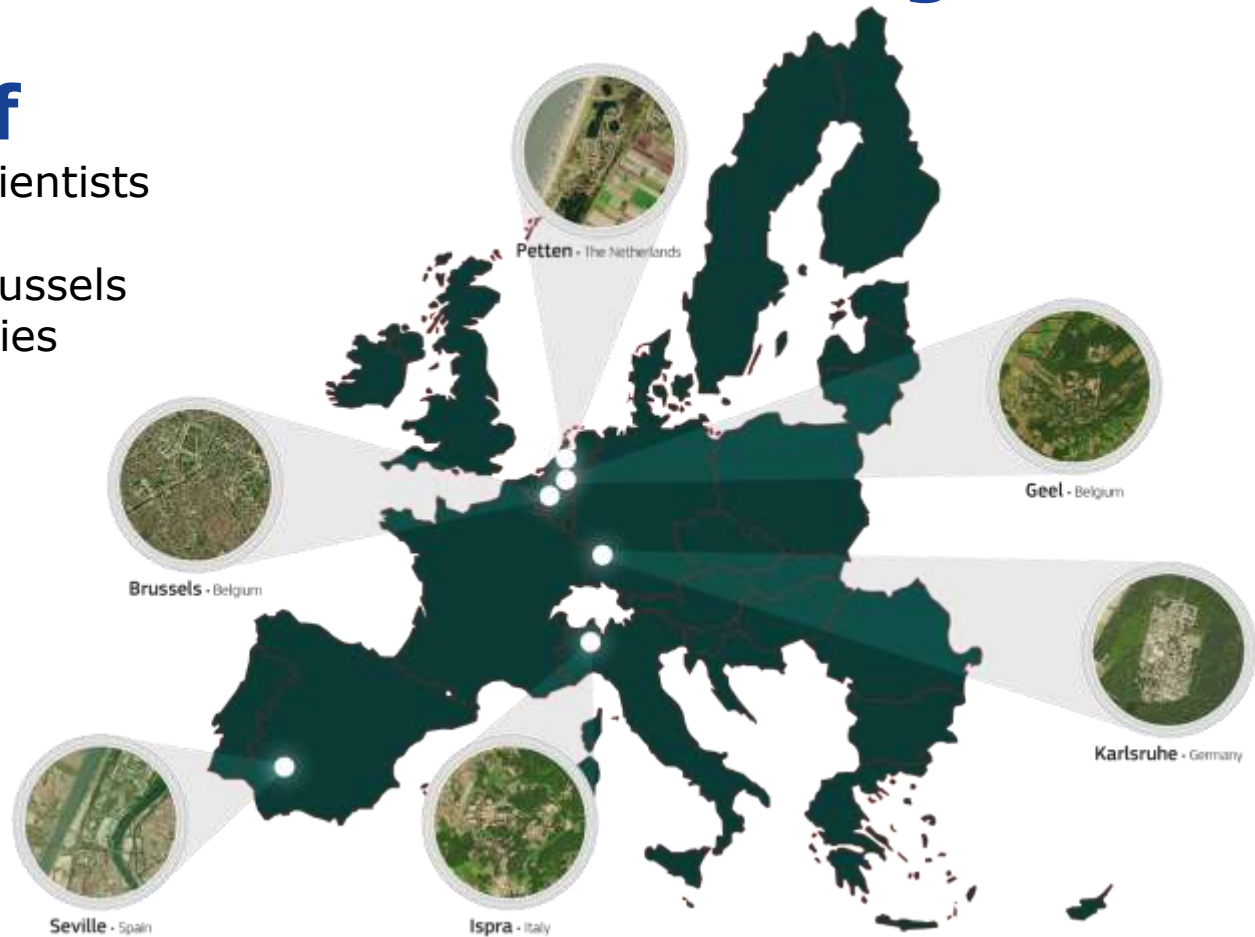 g
f
ientists
ussels
ies
Petten • The Netherlands
Geel • Belgium
Brussels • Belgium
Karlsruhe • Germany
Seville • Spain
Ispra • Italy